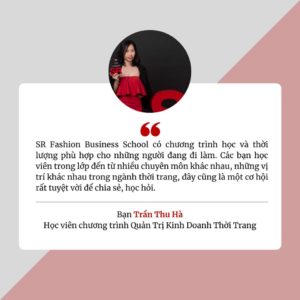 SR Fashion Business School có chương trình học và thời
lượng phù hợp cho những người đang đi làm. Các bạn học
viên trong lớp đến từ nhiều chuyên môn khác nhau, những vị
trí khác nhau trong ngành thời trang, đây cũng là một cơ hội
rất tuyệt vời để chia sẻ, học hỏi.
Bạn Trần Thu Hà
Học viên chương trình Quản Trị Kinh Doanh Thời Trang